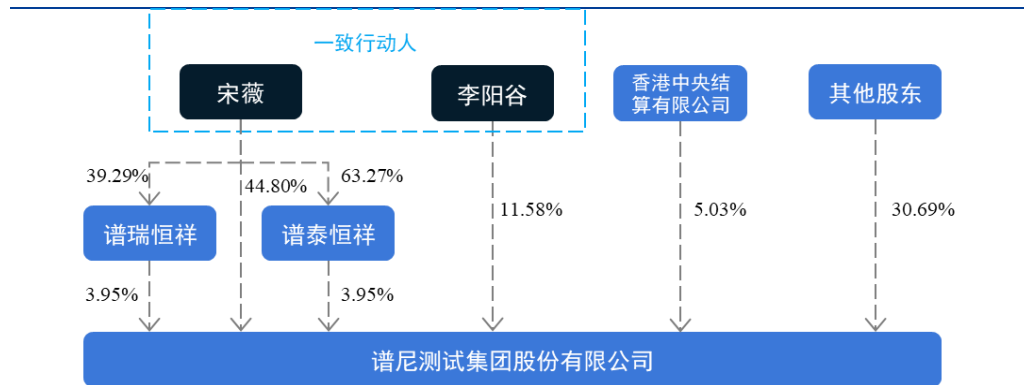 一致行动人
宋薇
李阳谷
香港中央结
算有限公司
其他股东
39.29%
44.80%
63.27%
11.58%
5.03%
30.69%
谱瑞恒祥
谱泰恒祥
3.95%
3.95%
谱尼测试集团股份有限公司